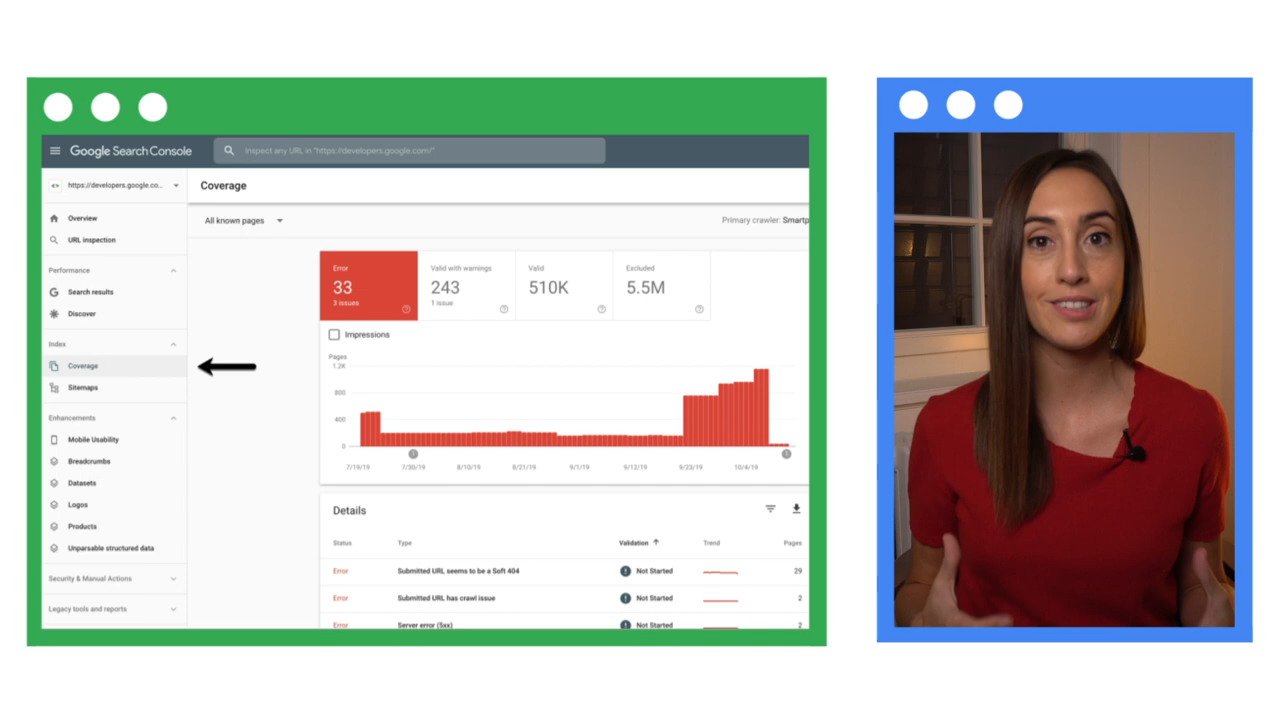 Google Search Console
Inspect any URL in "https://developers.google.com/"
https://developers.google.co...
Coverage
Overview
URL inspection
Performance
Search results
Discover
Index
Coverage
Sitemaps
Enhancements
Mobile Usability
Breadcrumbs
Datasets
Logos
Products
Unparsable structured data
Security & Manual Actions
Legacy tools and reports
All known pages
Primary crawler: Smartp
Error
33
3 issues
Valid with warnings
243
1 issue
Valid
510K
Excluded
5.5M
Impressions
Pages
1.2K
800
400
0
7/19/19 7/30/19 8/10/19 8/21/19 9/1/19 9/12/19 9/23/19 10/4/19
Details
Status Type Validation Trend Pages
Error Submitted URL seems to be a Soft 404 Not Started 29
Error Submitted URL has crawl issue Not Started 2
Error Server error (5xx) Not Started 2